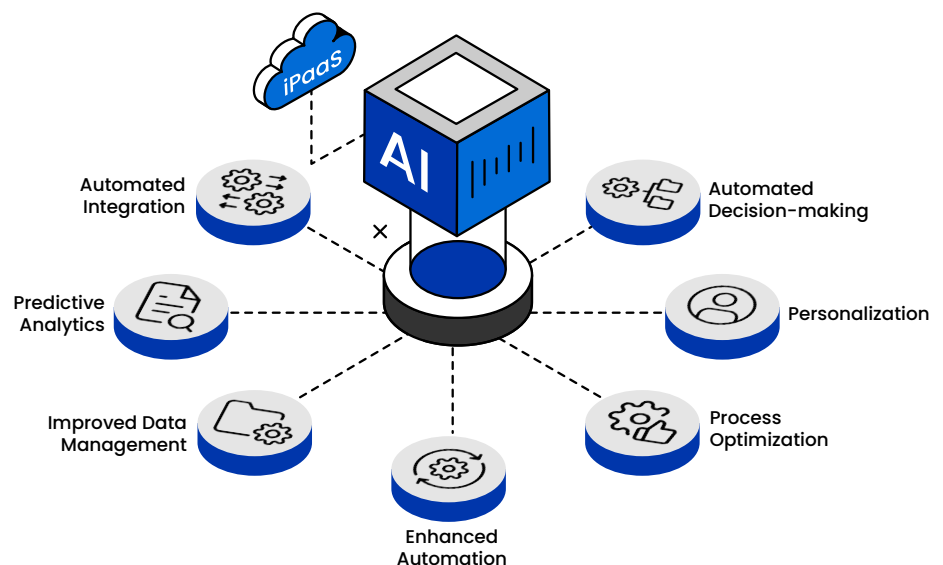 iPaaS
AI
Automated
Integration
Automated
Decision-making
Predictive
Analytics
Personalization
Improved Data
Management
Process
Optimization
Enhanced
Automation